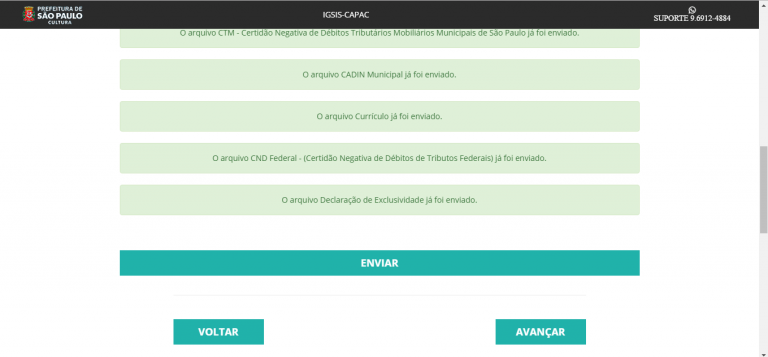 PREFEITURA DE
SÃO PAULO
CULTURA
IGSIS-CAPAC
SUPORTE 9.6912-4884
O arquivo CTM - Certidão Negativa de Débitos Tributários Mobiliários Municipais de São Paulo já foi enviado.
O arquivo CADIN Municipal já foi enviado.
O arquivo Currículo já foi enviado.
O arquivo CND Federal - (Certidão Negativa de Débitos de Tributos Federais) já foi enviado.
O arquivo Declaração de Exclusividade já foi enviado.
ENVIAR
VOLTAR
AVANÇAR